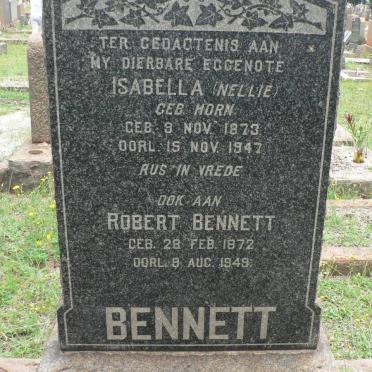 TER GEDAGTENIS AAN
MY DIERBARE EGGENOTE
ISABELLA (NELLIE)
GEB. HORN
GEB. 9 NOV. 1873
OORL. 15 NOV. 1947
RUS IN VREDE
OOK AAN
ROBERT BENNETT
GEB. 28 FEB. 1872
OORL. 9 AUG. 1949.
BENNETT